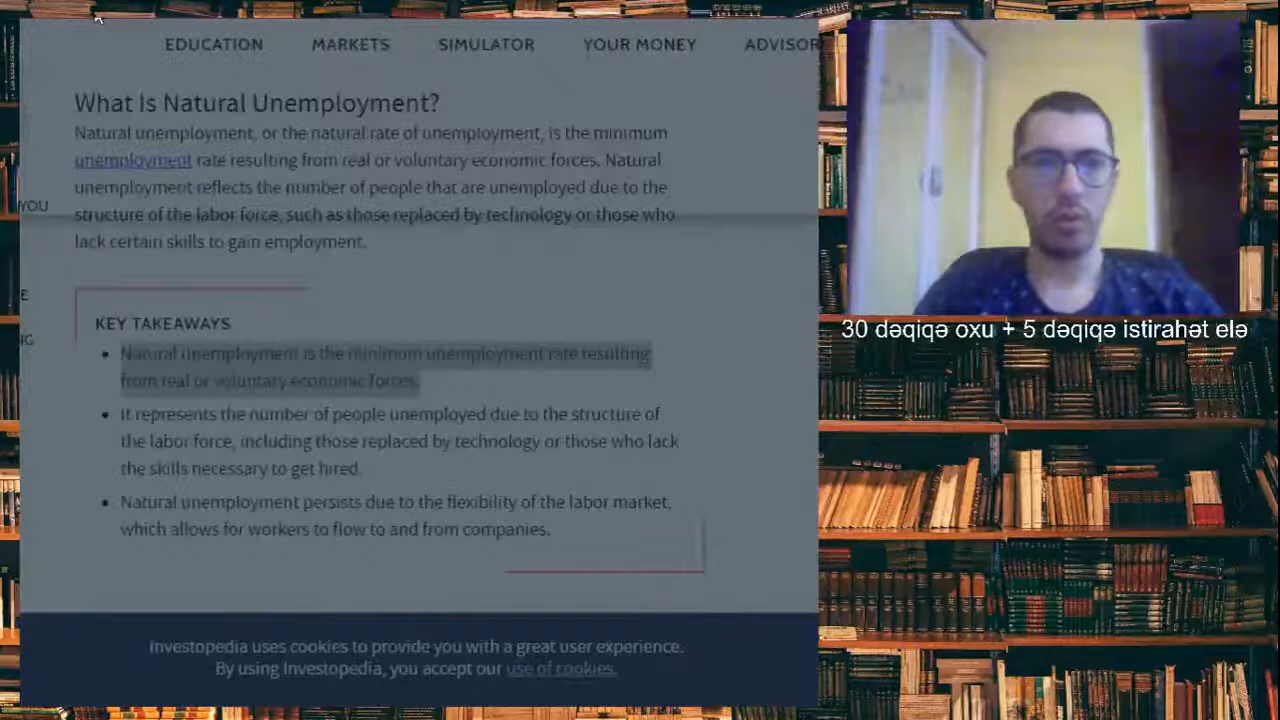 EDUCATION MARKETS SIMULATOR YOUR MONEY ADVISOR
What Is Natural Unemployment?
Natural unemployment, or the natural rate of unemployment, is the minimum
unemployment rate resulting from real or voluntary economic forces. Natural
unemployment reflects the number of people that are unemployed due to the
YOU
structure of the labor force, such as those replaced by technology or those who
lack certain skills to gain employment.
E
KEY TAKEAWAYS
NG
• Natural unemployment is the minimum unemployment rate resulting
from real or voluntary economic forces.
• It represents the number of people unemployed due to the structure of
the labor force, including those replaced by technology or those who lack
the skills necessary to get hired.
• Natural unemployment persists due to the flexibility of the labor market,
which allows for workers to flow to and from companies.
Investopedia uses cookies to provide you with a great user experience.
By using Investopedia, you accept our use of cookies.
30 dəqiqə oxu + 5 dəqiqə istirahət elə